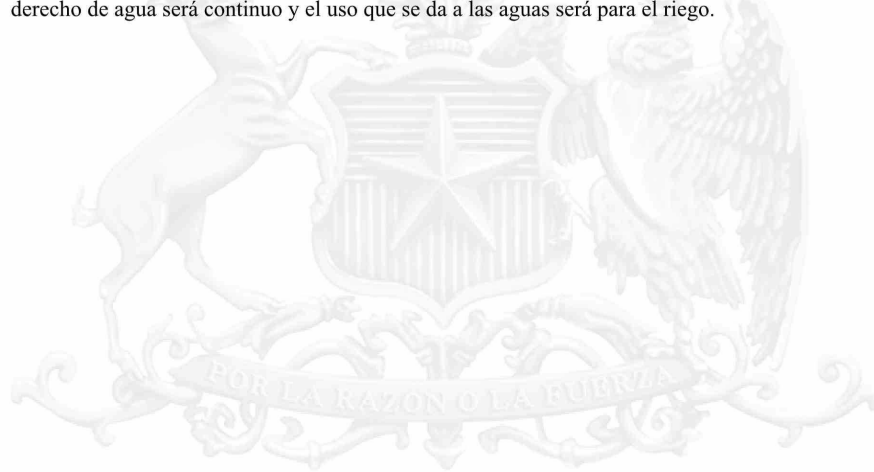 derecho de agua será continuo y el uso que se da a las aguas será para el riego.
POR LA RAZÓN O LA FUERZA